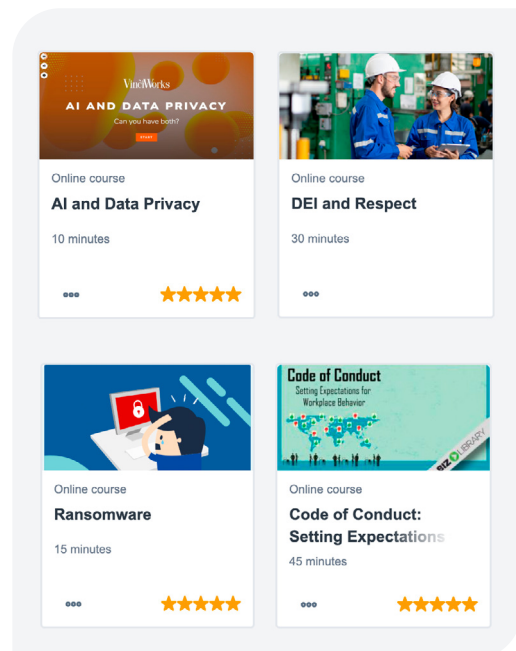 VinciWorks
AI AND DATA PRIVACY
Can you have both?
START
Online course
AI and Data Privacy
10 minutes
Online course
DEI and Respect
30 minutes
Online course
Ransomware
15 minutes
Code of Conduct
Setting Expectations for
Workplace Behavior
BIZ LIBRARY
Online course
Code of Conduct:
Setting Expectations
45 minutes